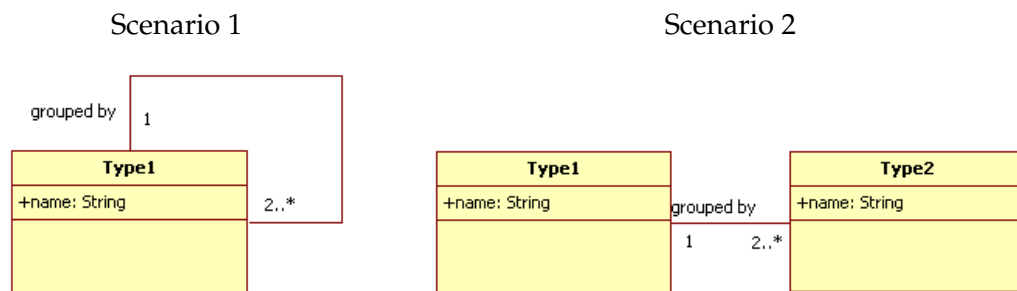 Scenario 1
Scenario 2
grouped by
1
Type1
+name: String
2..*
Type1
+name: String
grouped by
1
2..*
Type2
+name: String